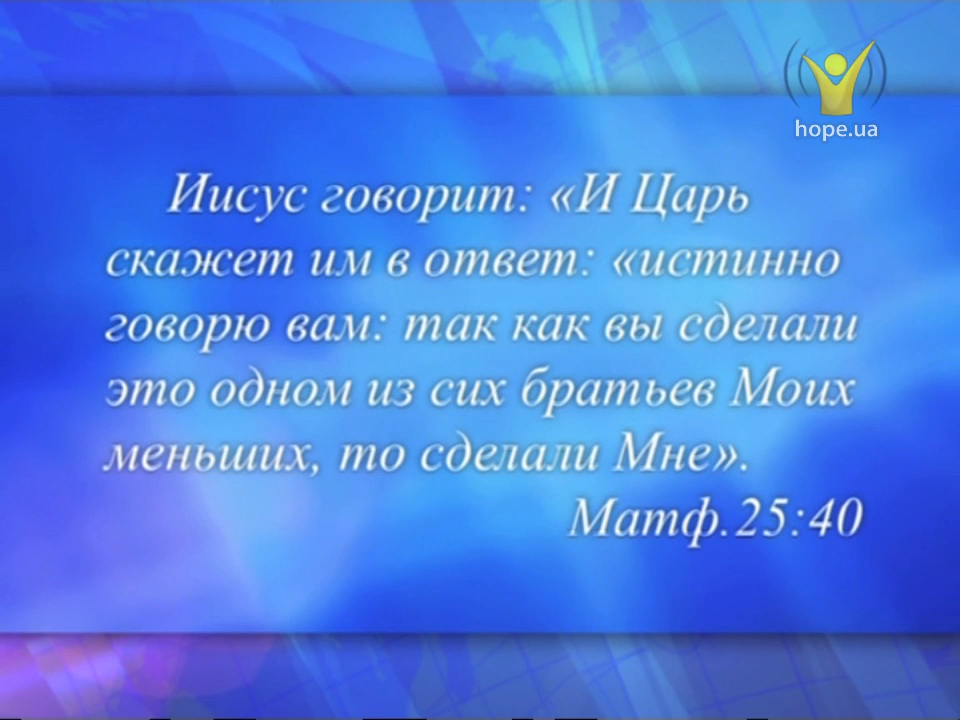 hope.ua
Иисус говорит: «И Царь
скажет им в ответ: «истинно
говорю вам: так как вы сделали
это одном из сих братьев Моих
меньших, то сделали Мне».
Матф.25:40